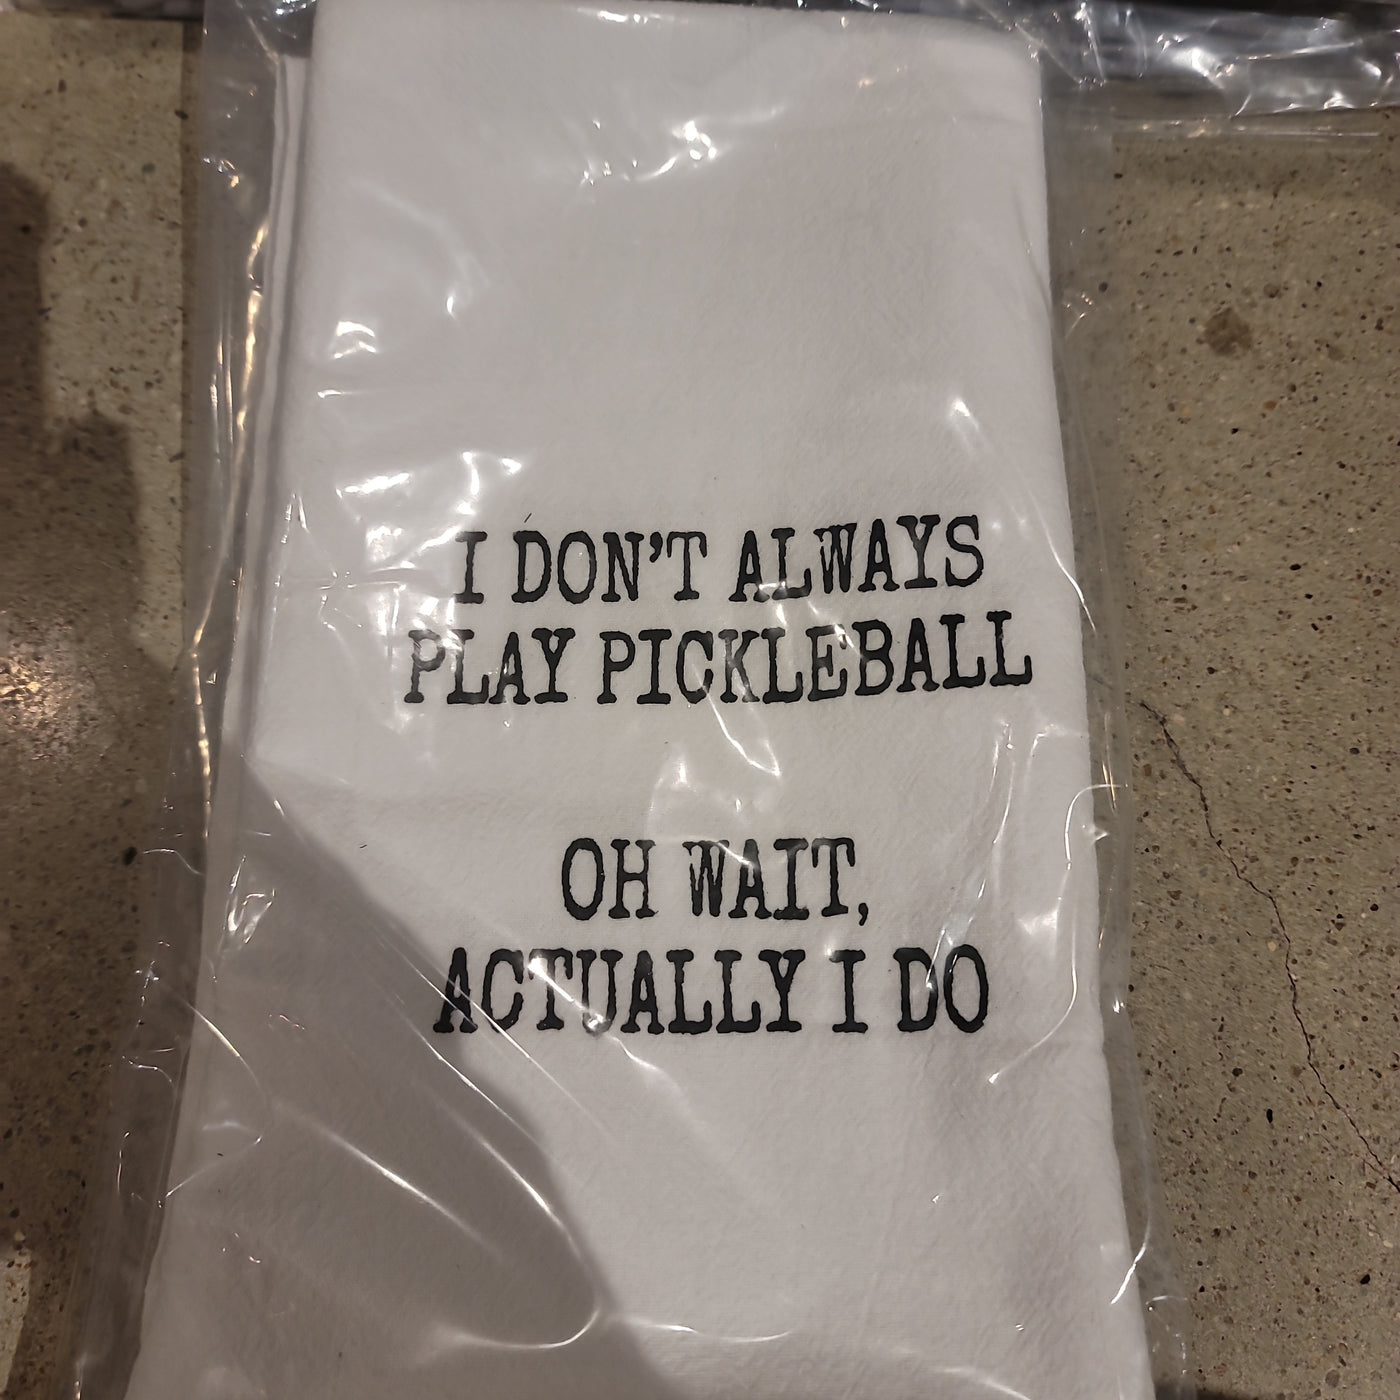 I DON'T ALWAYS
PLAY PICKLEBALL
OH WAIT,
ACTUALLY I DO